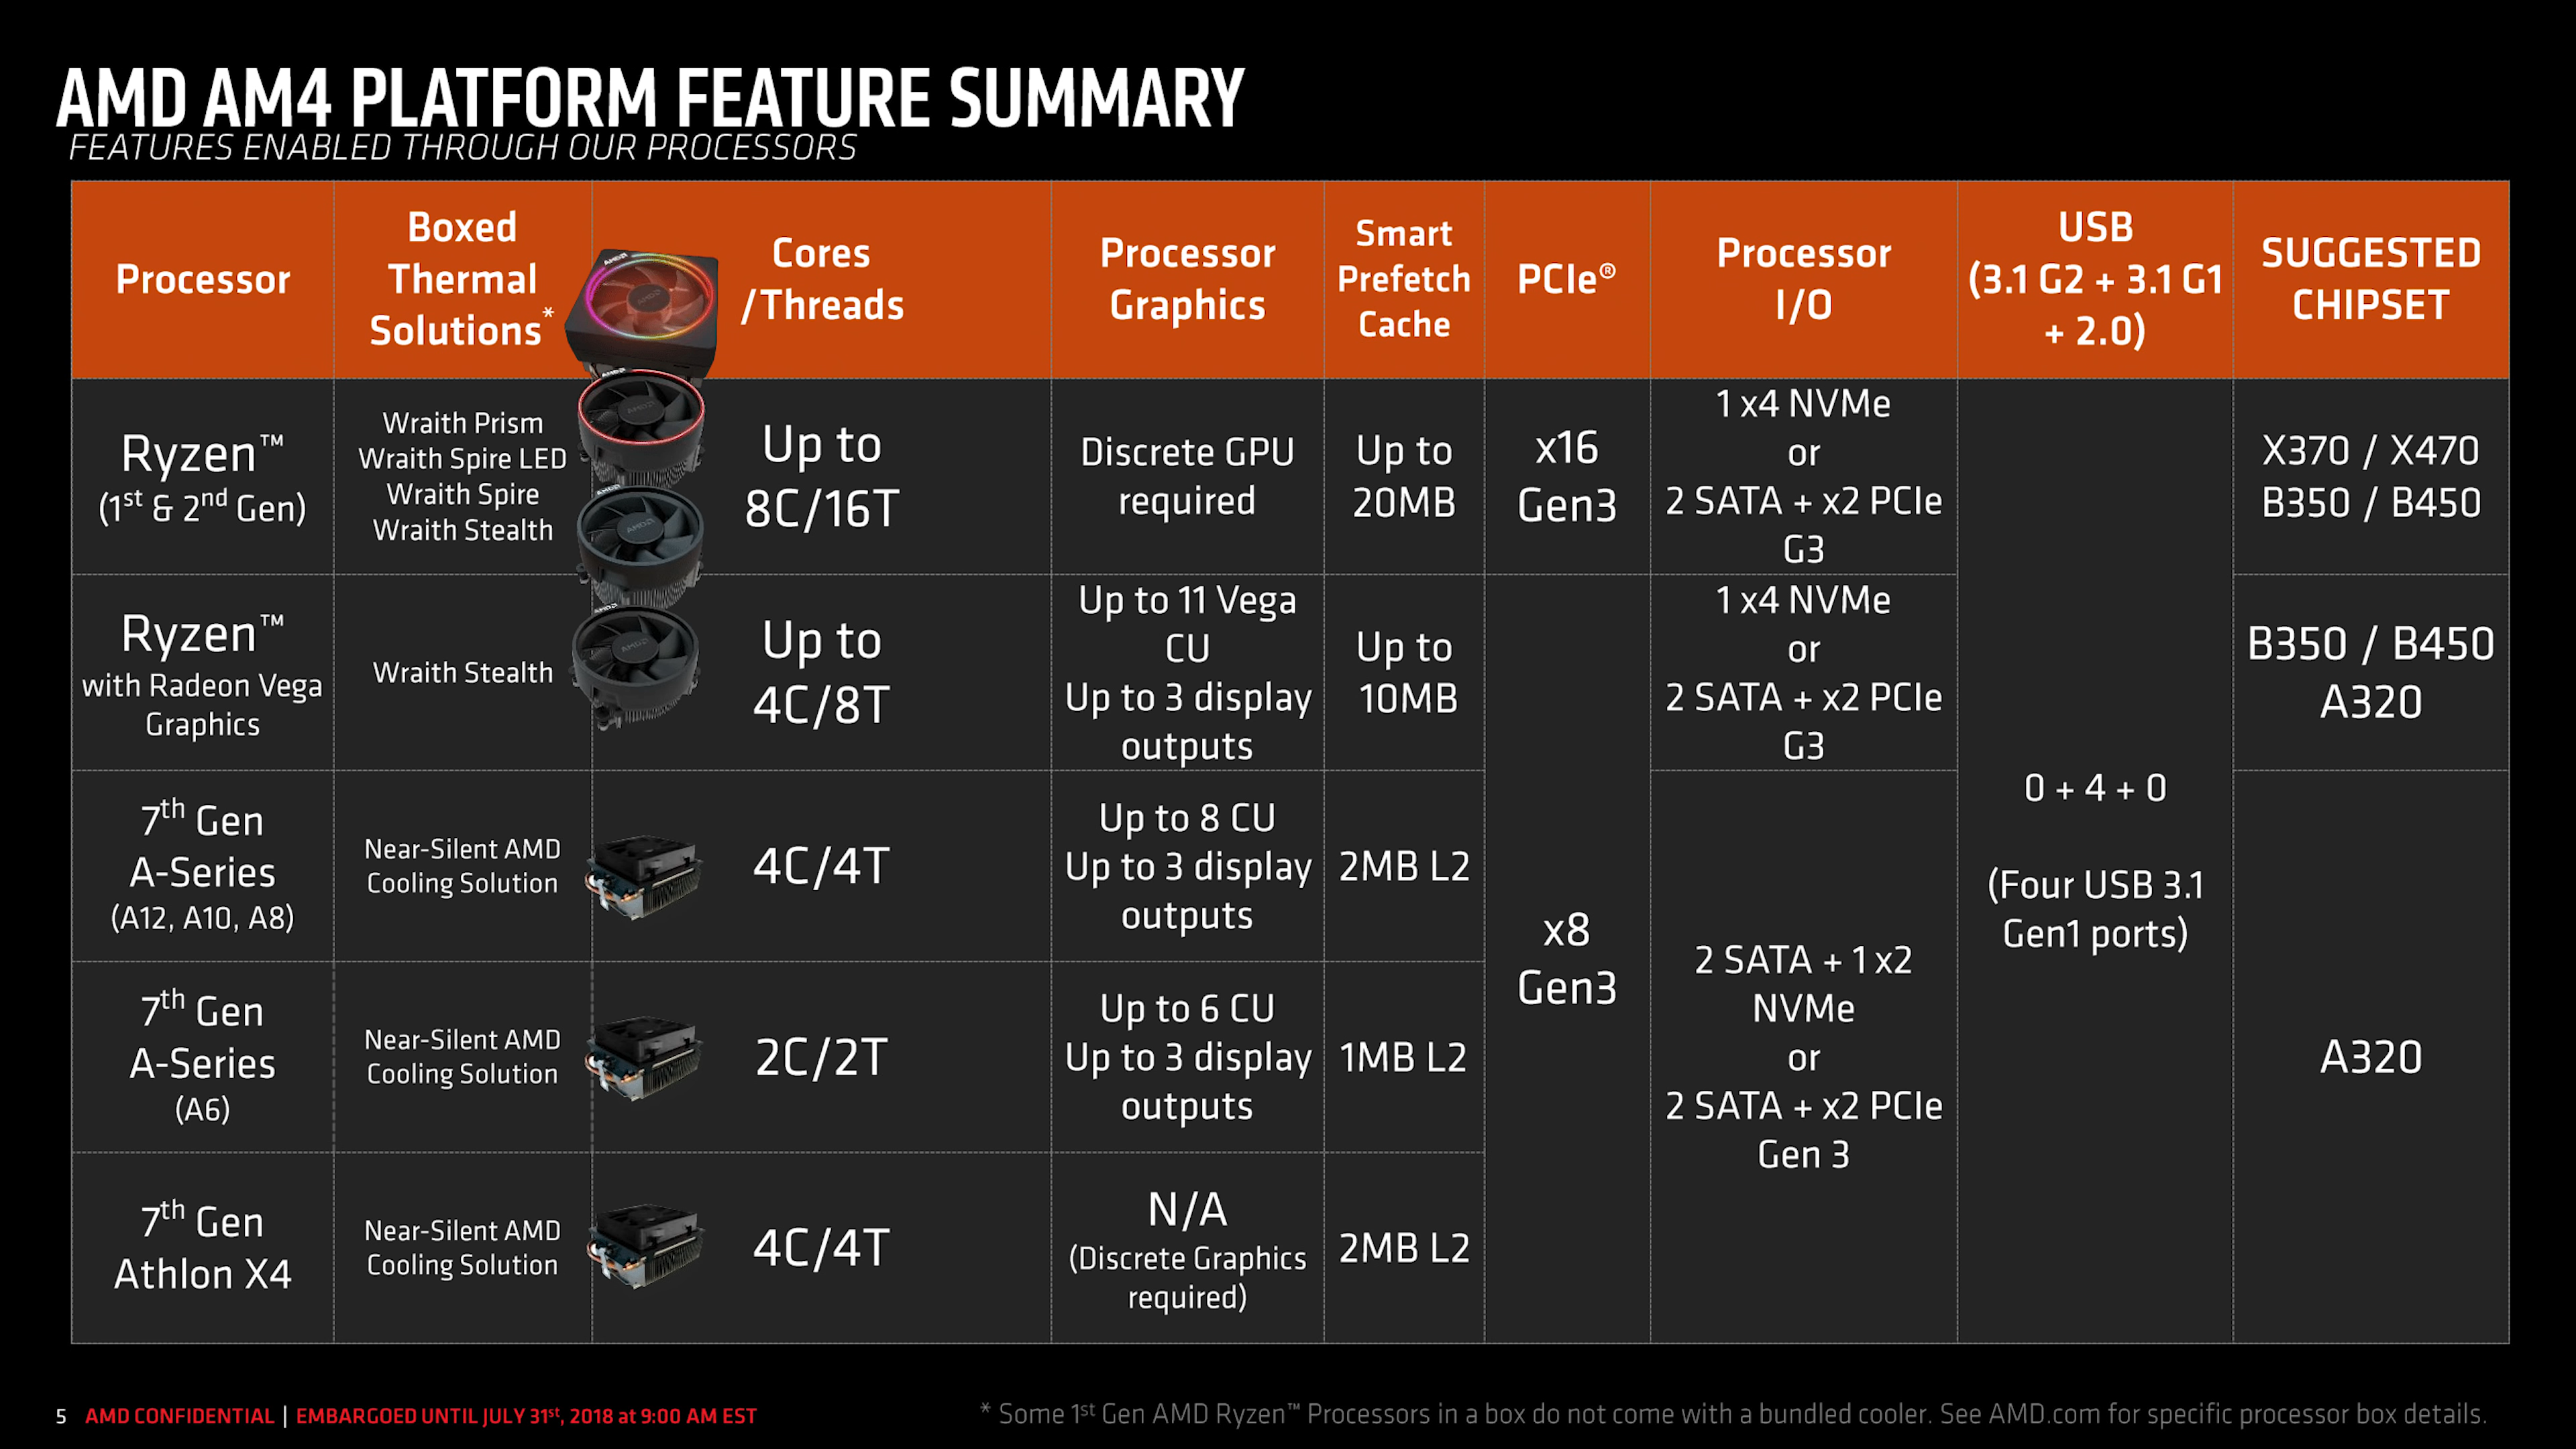 AMD AM4 PLATFORM FEATURE SUMMARY
FEATURES ENABLED THROUGH OUR PROCESSORS
Processor
Boxed
Thermal
Solutions*
Cores
/Threads
Processor
Graphics
Smart
Prefetch
Cache
PCIe®
Processor
I/O
USB
(3.1 G2 + 3.1 G1
+ 2.0)
SUGGESTED
CHIPSET
Ryzen™
(1st & 2nd Gen)
Wraith Prism
Wraith Spire LED
Wraith Spire
Wraith Stealth
Up to
8C/16T
Discrete GPU
required
Up to
20MB
x16
Gen3
1 x4 NVMe
or
2 SATA + x2 PCIe
G3
X370 / X470
B350 / B450
Ryzen™
with Radeon Vega
Graphics
Wraith Stealth
Up to
4C/8T
Up to 11 Vega
CU
Up to 3 display
outputs
Up to
10MB
1 x4 NVMe
or
2 SATA + x2 PCIe
G3
B350 / B450
A320
7th Gen
A-Series
(A12, A10, A8)
Near-Silent AMD
Cooling Solution
4C/4T
Up to 8 CU
Up to 3 display
outputs
2MB L2
x8
Gen3
2 SATA + 1 x2
NVMe
or
2 SATA + x2 PCIe
Gen 3
0 + 4 + 0
(Four USB 3.1
Gen1 ports)
A320
7th Gen
A-Series
(A6)
Near-Silent AMD
Cooling Solution
2C/2T
Up to 6 CU
Up to 3 display
outputs
1MB L2
7th Gen
Athlon X4
Near-Silent AMD
Cooling Solution
4C/4T
N/A
(Discrete Graphics
required)
2MB L2
5 AMD CONFIDENTIAL | EMBARGOED UNTIL JULY 31st, 2018 at 9:00 AM EST
* Some 1st Gen AMD Ryzen™ Processors in a box do not come with a bundled cooler. See AMD.com for specific processor box details.